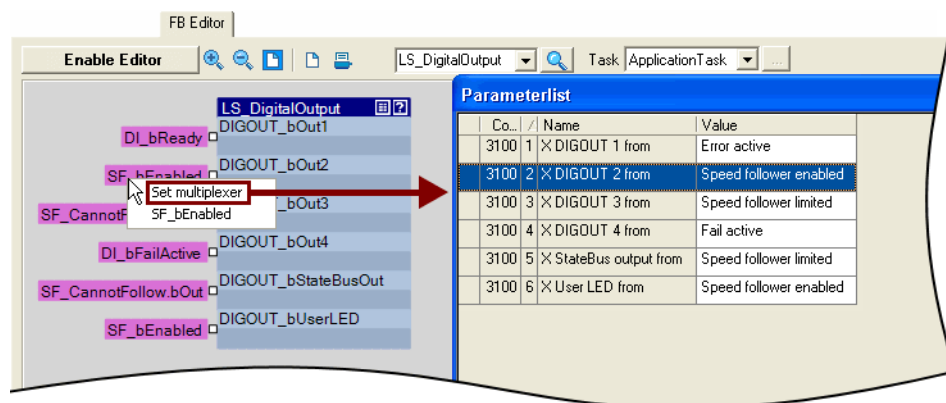 FB Editor
Enable Editor LS_DigitalOutput Task ApplicationTask ...
Parameterlist
Co... / Name Value
3100 1 X DIGOUT 1 from Error active
3100 2 X DIGOUT 2 from Speed follower enabled
3100 3 X DIGOUT 3 from Speed follower limited
3100 4 X DIGOUT 4 from Fail active
3100 5 X StateBus output from Speed follower limited
3100 6 X User LED from Speed follower enabled
LS_DigitalOutput ?
DI_bReady DIGOUT_bOut1
SF_bEnabled DIGOUT_bOut2
Set multiplexer
SF_bEnabled
SF_CannotF _bOut3
DI_bFailActive DIGOUT_bOut4
SF_CannotFollow.bOut DIGOUT_bStateBusOut
SF_bEnabled DIGOUT_bUserLED